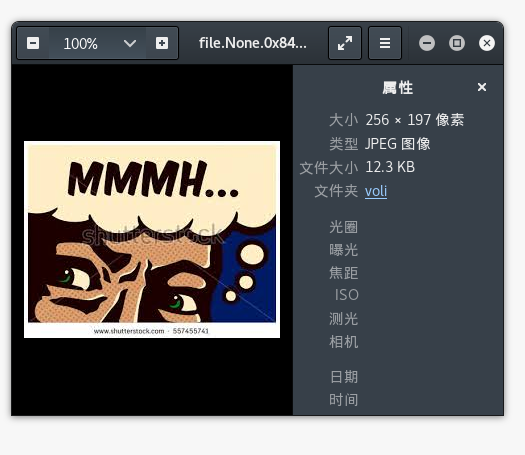 100%
file.None.0x84...
属性
大小 256 × 197 像素
类型 JPEG 图像
文件大小 12.3 KB
文件夹 voli
光圈
曝光
焦距
ISO
测光
相机
日期
时间
MMMH...
shutterstock
www.shutterstock.com · 557455741